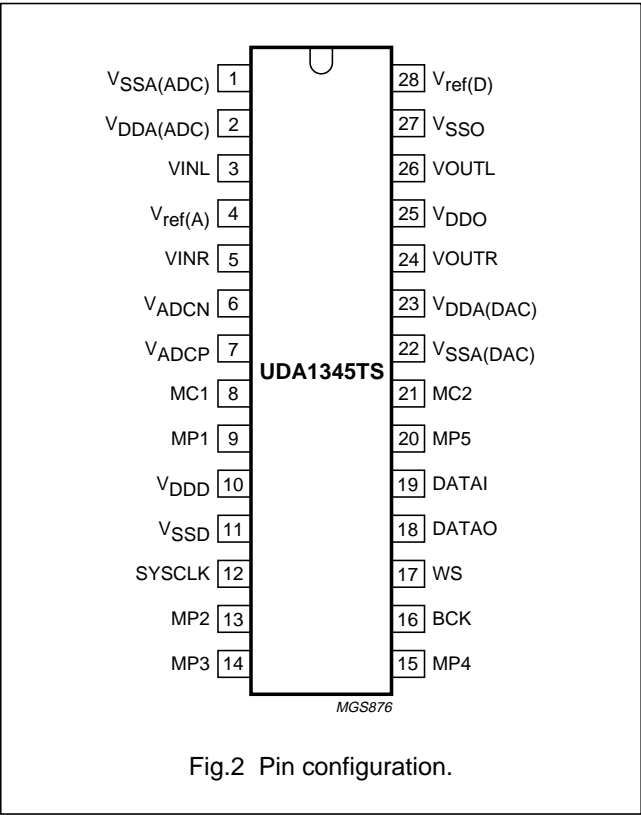 VSSA(ADC) 1
VDDA(ADC) 2
VINL 3
Vref(A) 4
VINR 5
VADCN 6
VADCP 7
MC1 8
MP1 9
VDDD 10
VSSD 11
SYSCLK 12
MP2 13
MP3 14
UDA1345TS
28 Vref(D)
27 VSSO
26 VOUTL
25 VDDO
24 VOUTR
23 VDDA(DAC)
22 VSSA(DAC)
21 MC2
20 MP5
19 DATAI
18 DATAO
17 WS
16 BCK
15 MP4
MGS876
Fig.2 Pin configuration.